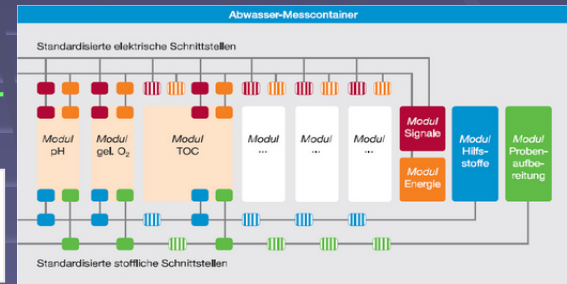 Abwasser-Messcontainer
Standardisierte elektrische Schnittstellen
Modul
pH
Modul
gel. O₂
Modul
TOC
Modul
...
Modul
...
Modul
...
Modul
Signale
Modul
Energie
Modul
Hilfs-
stoffe
Modul
Proben-
aufbe-
reitung
Standardisierte stoffliche Schnittstellen